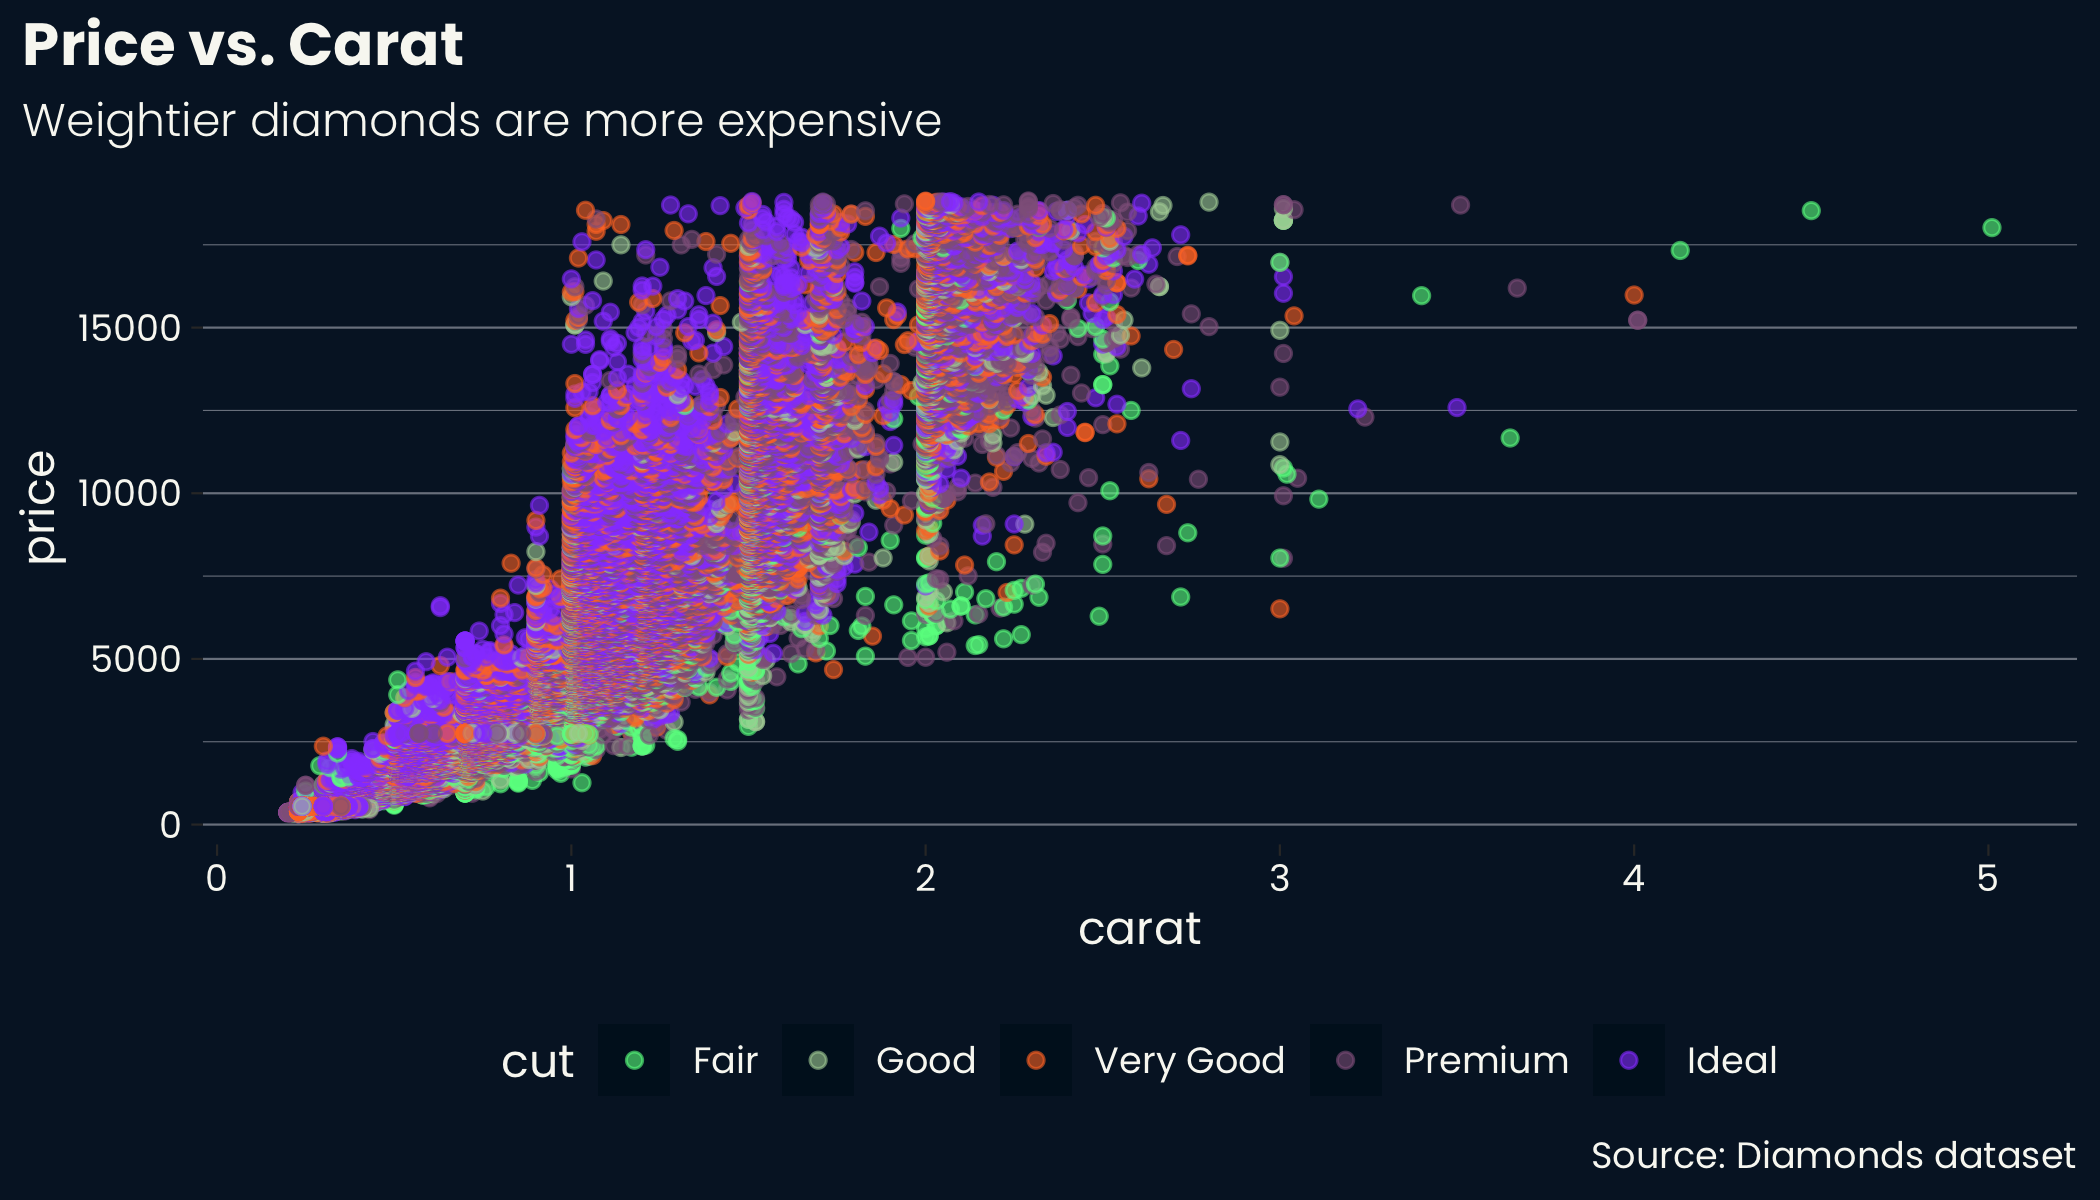 Price vs. Carat
Weightier diamonds are more expensive
price
15000
10000
5000
0
0 1 2 3 4 5
carat
cut Fair Good Very Good Premium Ideal
Source: Diamonds dataset